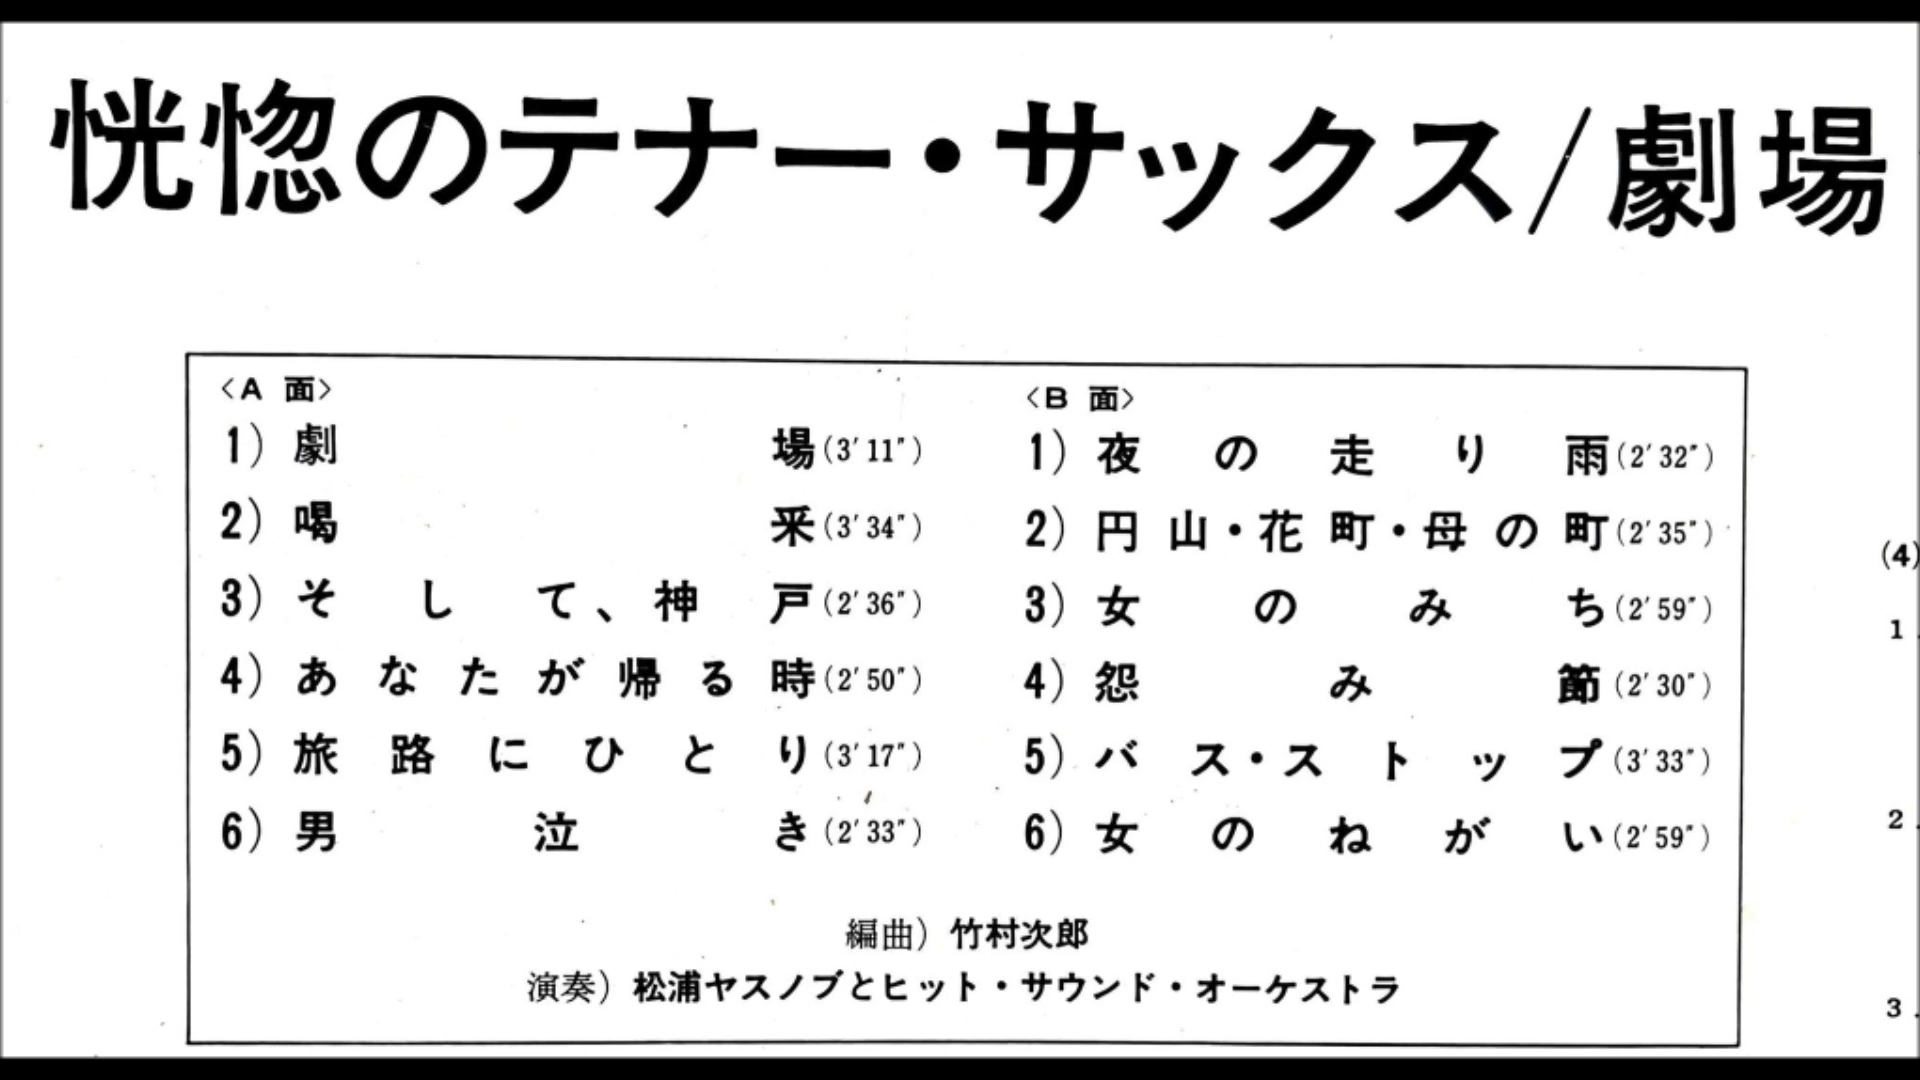 恍惚のテナー・サックス/劇場
〈A 面〉
1) 劇場(3′11″)
2) 喝采(3′34″)
3) そして、神戸(2′36″)
4) あなたが帰る時(2′50″)
5) 旅路にひとり(3′17″)
6) 男泣き(2′33″)
〈B 面〉
1) 夜の走り雨(2′32″)
2) 円山・花町・母の町(2′35″)
3) 女のみち(2′59″)
4) 怨み節(2′30″)
5) バス・ストップ(3′33″)
6) 女のねがい(2′59″)
編曲) 竹村次郎
演奏) 松浦ヤスノブとヒット・サウンド・オーケストラ
(4)
1
2
3